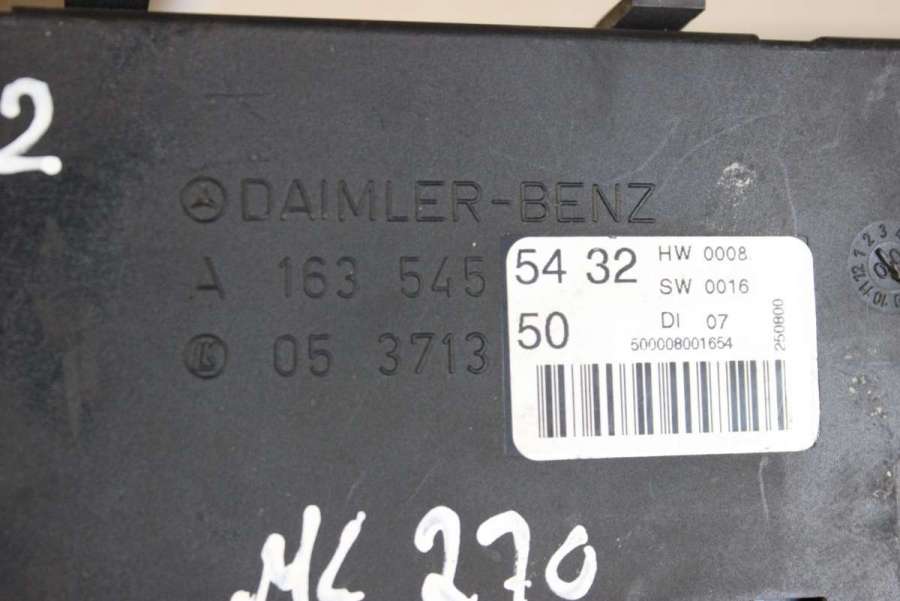 2
DAIMLER-BENZ
A 163 545 54 32
HW 0008
SW 0016
05 3713 50
DI 07
500008001654
250800
ML 270